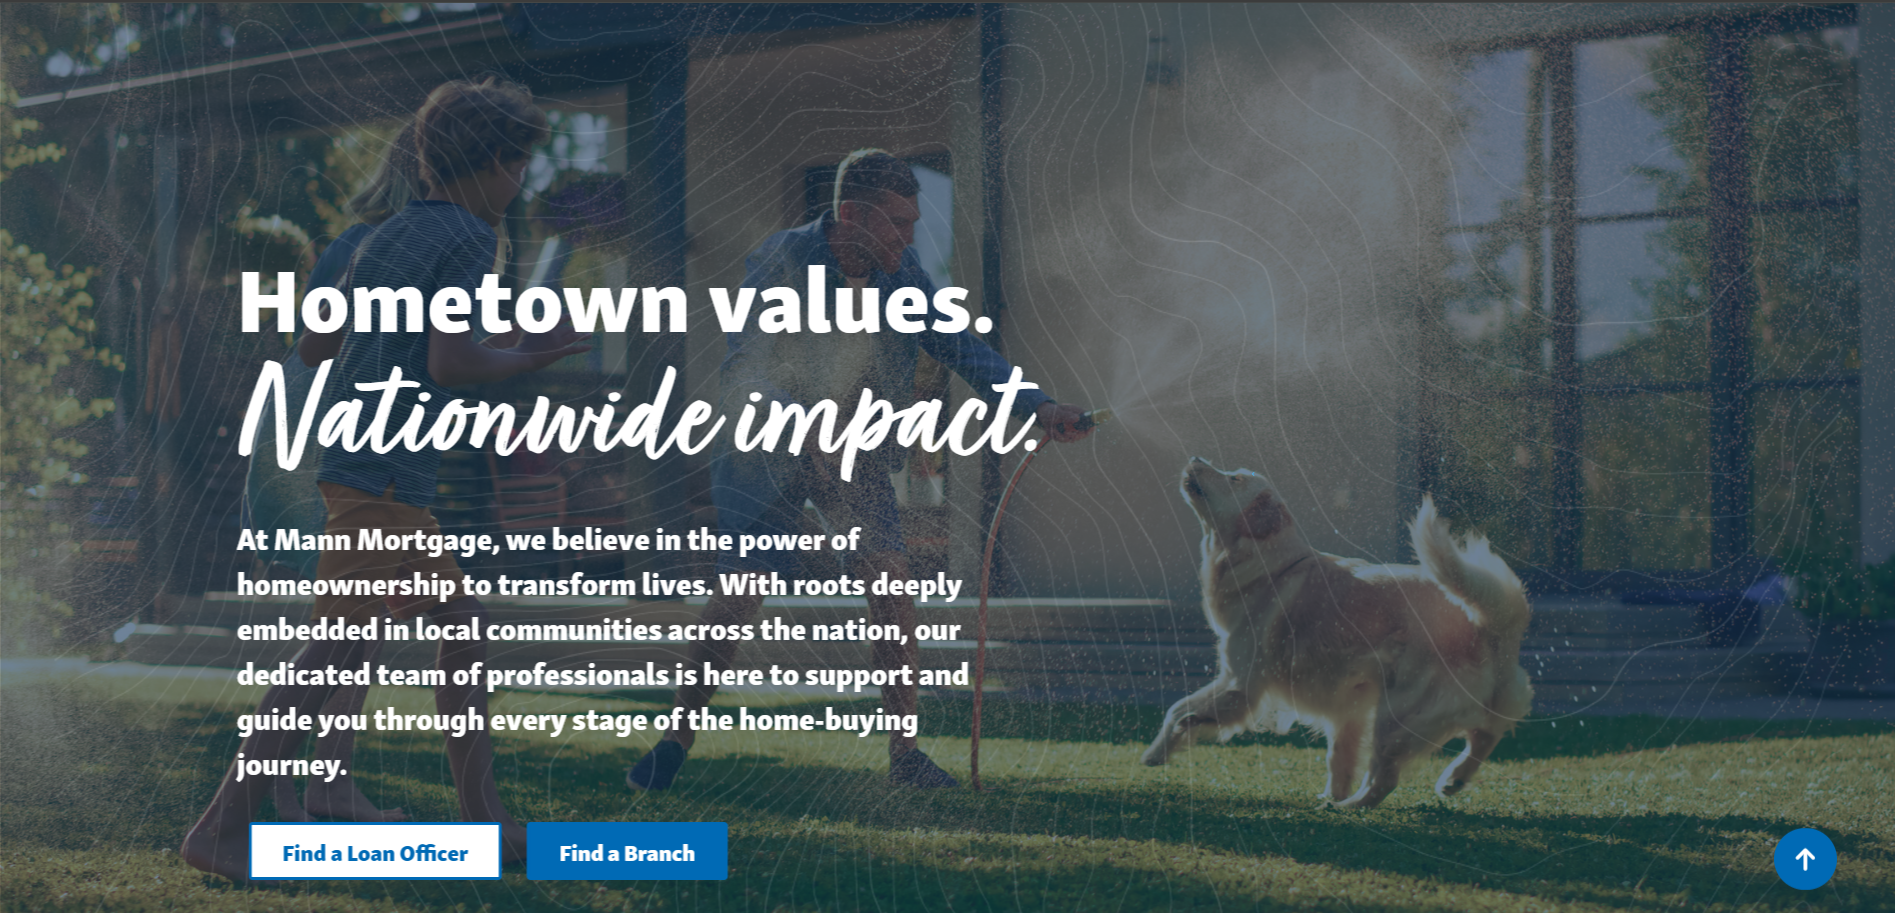 Hometown values.
Nationwide impact.
At Mann Mortgage, we believe in the power of
homeownership to transform lives. With roots deeply
embedded in local communities across the nation, our
dedicated team of professionals is here to support and
guide you through every stage of the home-buying
journey.
Find a Loan Officer
Find a Branch